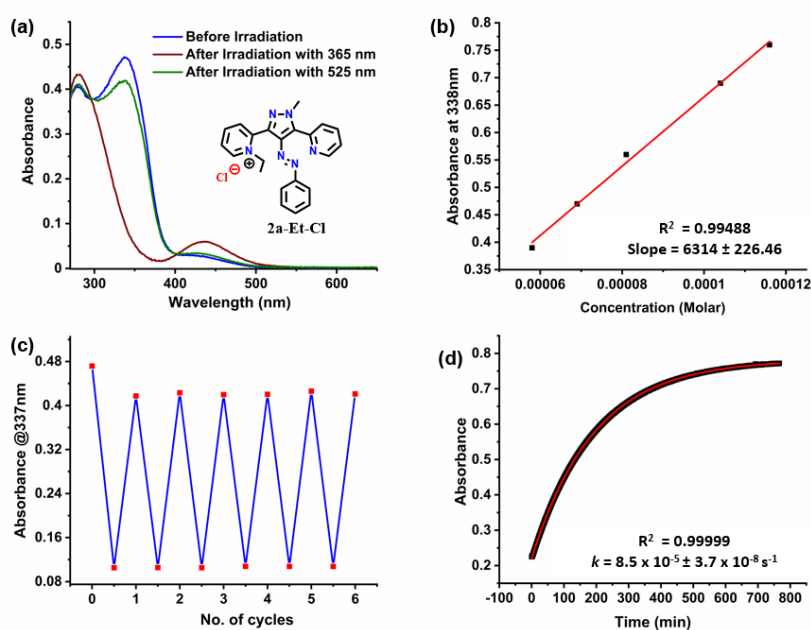 (a)
Before Irradiation
After Irradiation with 365 nm
After Irradiation with 525 nm
0.5
0.4
0.3
0.2
0.1
0
Absorbance
N
N
N
N
N
N
Cl ⊖
⊕
2a-Et-Cl
300 400 500 600
Wavelength (nm)
(b)
0.8
0.75
0.7
0.65
0.6
0.55
0.5
0.45
0.4
0.35
Absorbance at 338nm
R² = 0.99488
Slope = 6314 ± 226.46
0.00006 0.00008 0.0001 0.00012
Concentration (Molar)
(c)
0.48
0.4
0.32
0.24
0.16
0.08
Absorbance @337nm
0 1 2 3 4 5 6
No. of cycles
(d)
0.8
0.7
0.6
0.5
0.4
0.3
0.2
Absorbance
R² = 0.99999
k = 8.5 x 10⁻⁵ ± 3.7 x 10⁻⁸ s⁻¹
-100 0 100 200 300 400 500 600 700 800
Time (min)